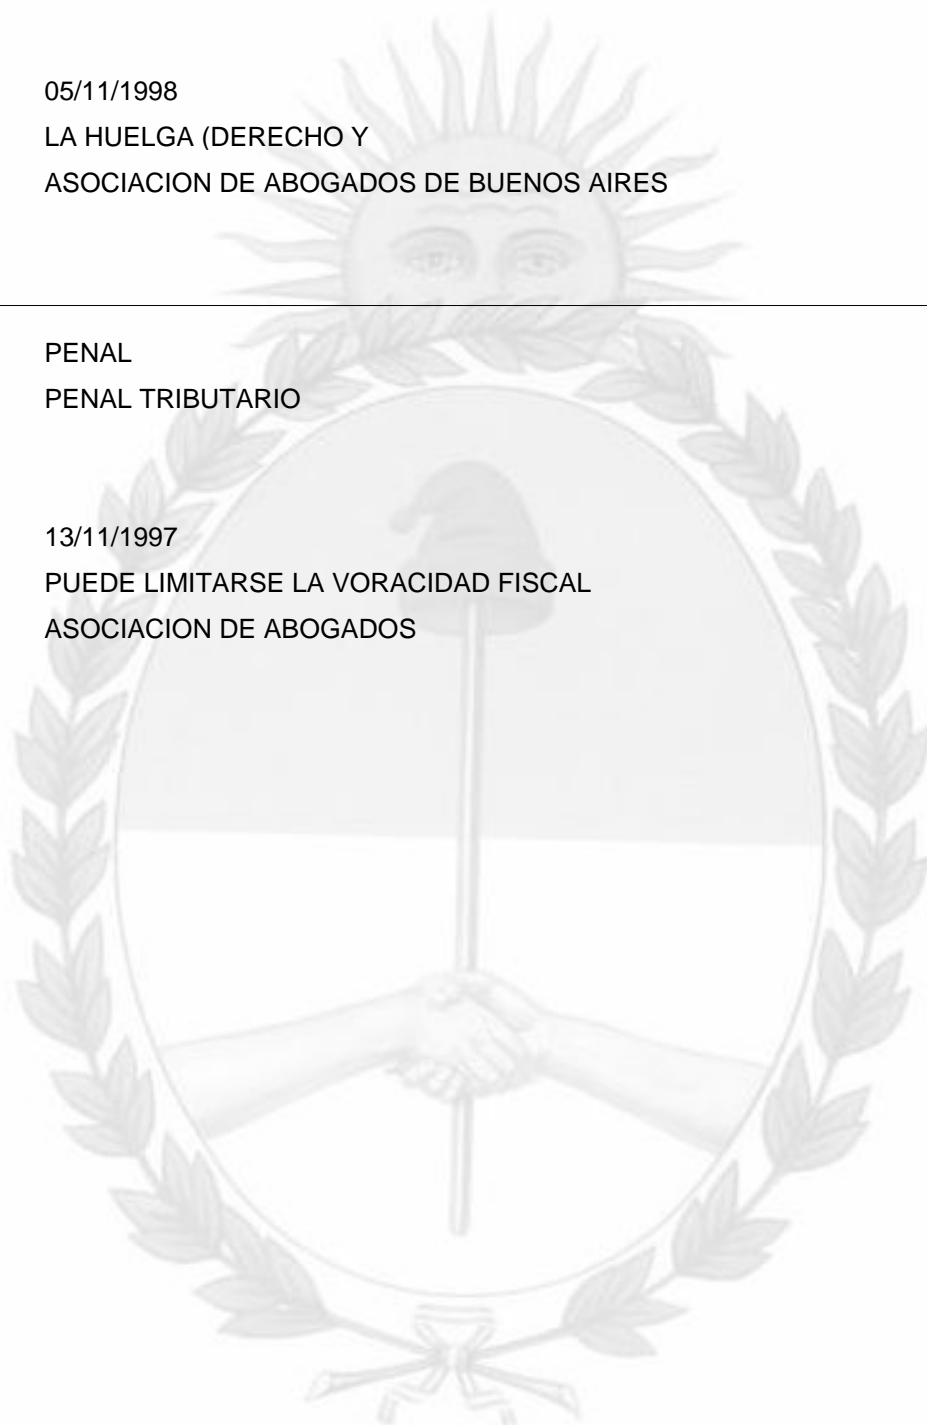 05/11/1998
LA HUELGA (DERECHO Y
ASOCIACION DE ABOGADOS DE BUENOS AIRES
PENAL
PENAL TRIBUTARIO
13/11/1997
PUEDE LIMITARSE LA VORACIDAD FISCAL
ASOCIACION DE ABOGADOS